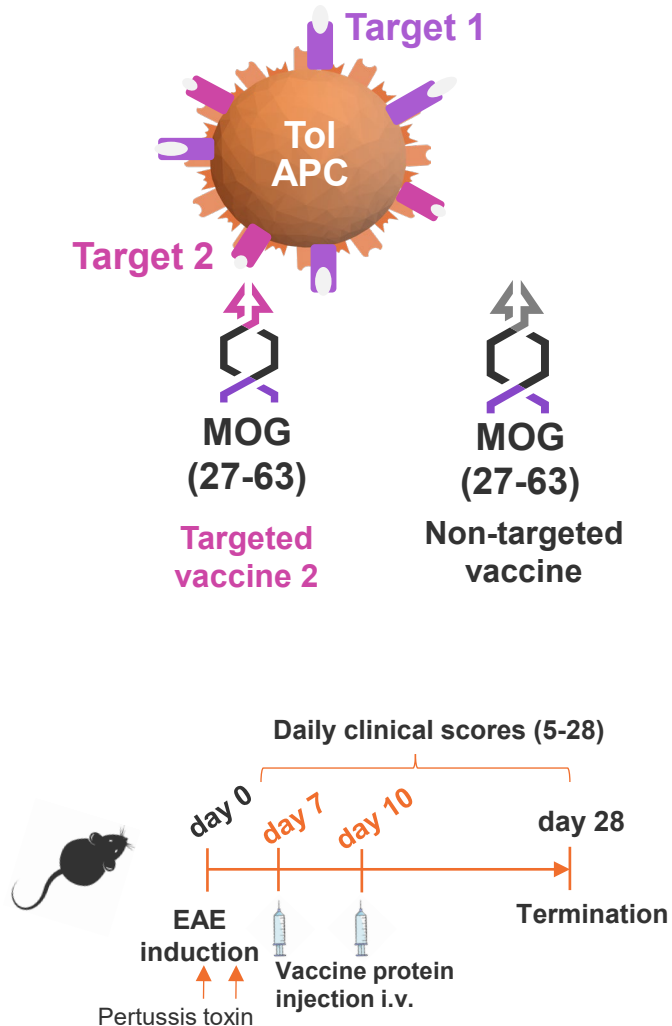 Target 1
Tol
APC
Target 2
MOG
(27-63)
MOG
(27-63)
Targeted
vaccine 2
Non-targeted
vaccine
Daily clinical scores (5-28)
day 0
day 7
day 10
day 28
EAE
induction
Vaccine protein
injection i.v.
Termination
Pertussis toxin